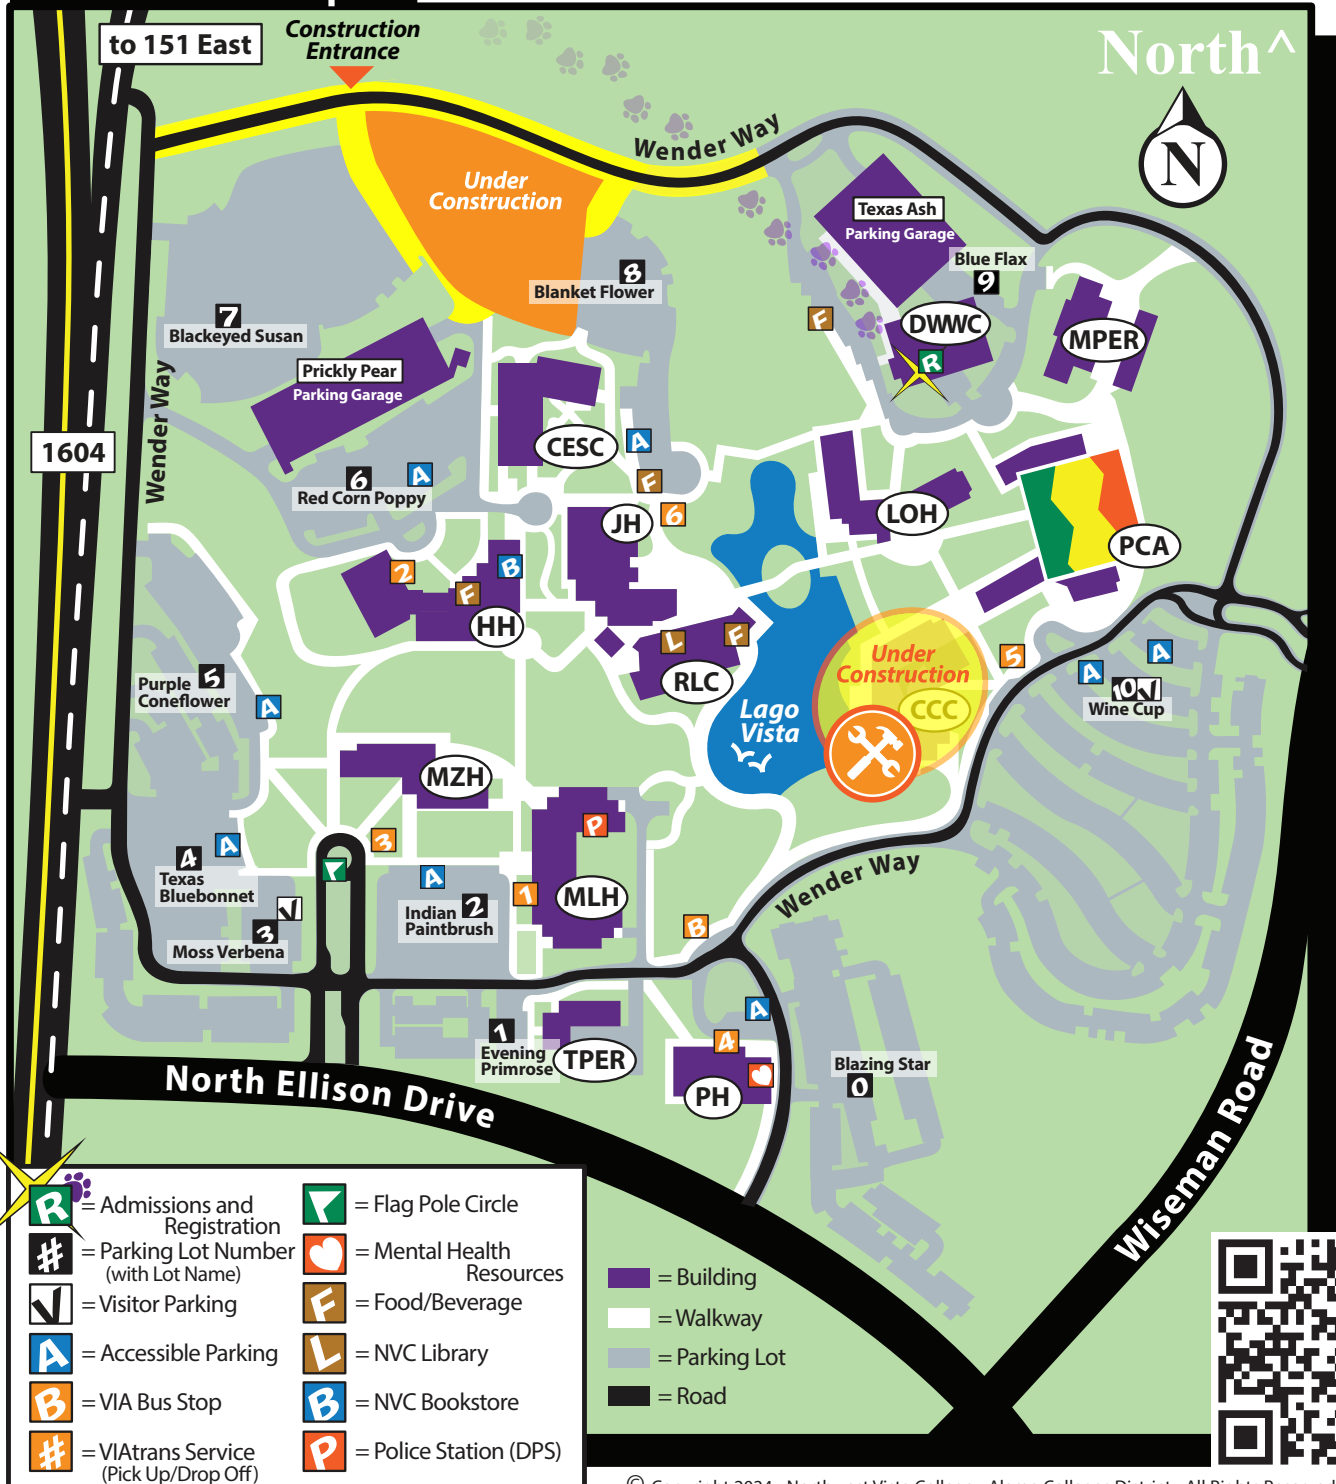 to 151 East
Construction
Entrance
North^
N
Wender Way
Under
Construction
Texas Ash
Parking Garage
Blue Flax
9
8
Blanket Flower
7
Blackeyed Susan
F
DWWC
R
MPER
Prickly Pear
Parking Garage
Wender Way
1604
CESC
A
6
Red Corn Poppy
A
F
6
JH
LOH
PCA
2
B
F
HH
L
F
RLC
5
Under
Construction
CCC
A
A
10 V
Wine Cup
Purple
Coneflower
5
A
Lago
Vista
MZH
P
3
4
A
Texas
Bluebonnet
A
1
MLH
Indian
Paintbrush
2
V
3
Moss Verbena
B
Wender Way
A
1
Evening
Primrose
TPER
4
PH
Blazing Star
0
North Ellison Drive
Wiseman Road
R = Admissions and
Registration
# = Parking Lot Number
(with Lot Name)
V = Visitor Parking
A = Accessible Parking
B = VIA Bus Stop
# = VIAtrans Service
(Pick Up/Drop Off)
= Flag Pole Circle
= Mental Health
Resources
F = Food/Beverage
L = NVC Library
B = NVC Bookstore
P = Police Station (DPS)
= Building
= Walkway
= Parking Lot
= Road